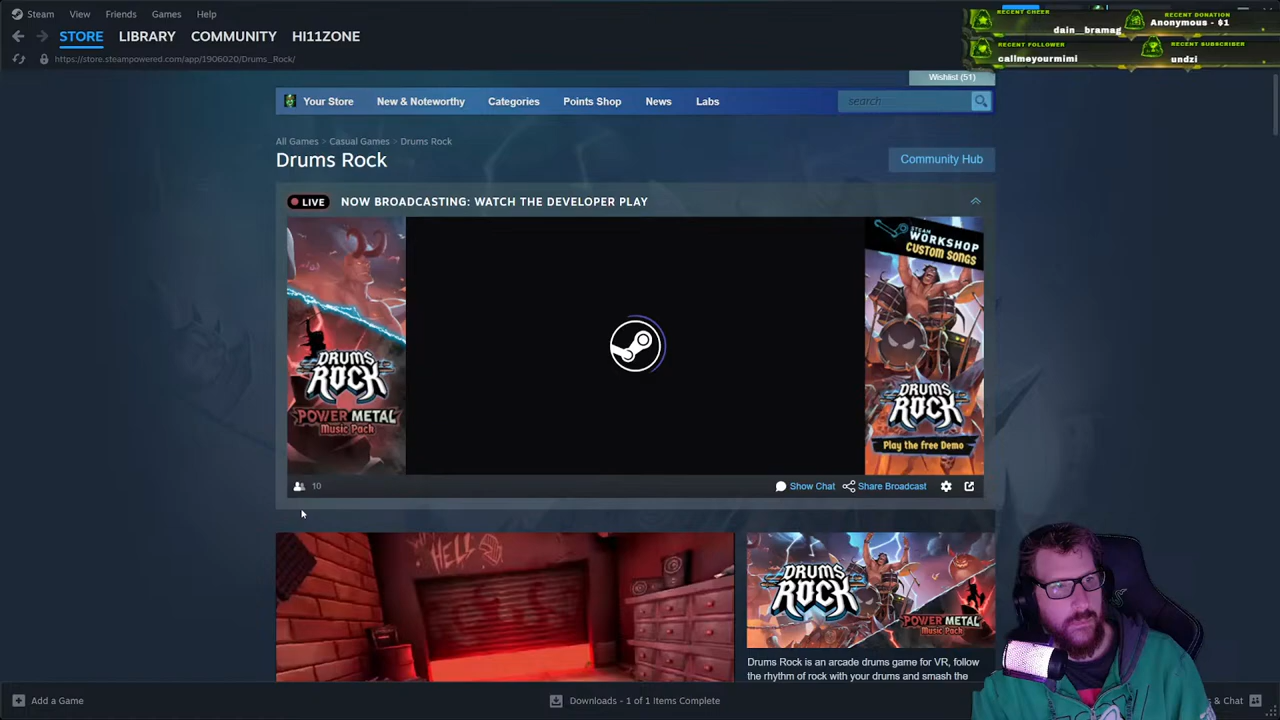 Steam View Friends Games Help
RECENT CHEER
dain__bramag
RECENT DONATION
Anonymous - $1
STORE LIBRARY COMMUNITY HI11ZONE
RECENT FOLLOWER
callmeyourmimi
RECENT SUBSCRIBER
undzi
https://store.steampowered.com/app/1906020/Drums_Rock/
Wishlist (51)
Your Store New & Noteworthy Categories Points Shop News Labs search
All Games > Casual Games > Drums Rock
Drums Rock
Community Hub
LIVE NOW BROADCASTING: WATCH THE DEVELOPER PLAY
STEAM
WORKSHOP
CUSTOM SONGS
DRUMS
ROCK
POWER METAL
Music Pack
DRUMS
ROCK
Play the free Demo
10 Show Chat Share Broadcast
HELL
DRUMS
ROCK
POWER METAL
Music Pack
Drums Rock is an arcade drums game for VR, follow
the rhythm of rock with your drums and smash the
Add a Game Downloads - 1 of 1 Items Complete & Chat